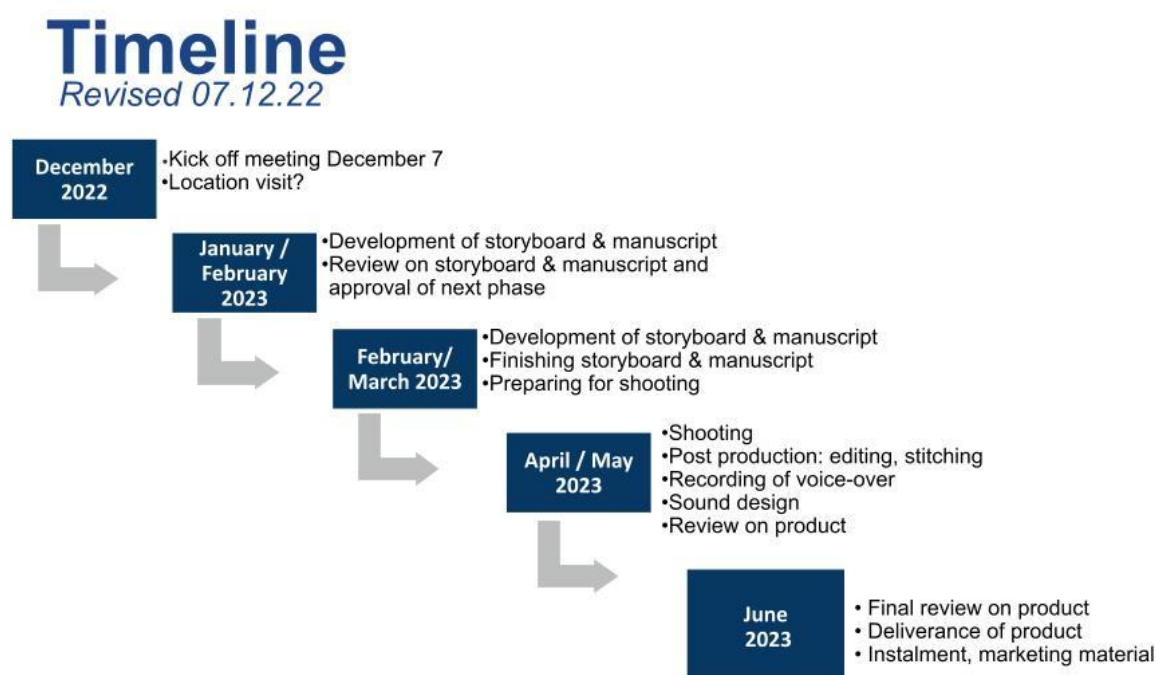 Timeline
Revised 07.12.22
December
2022
•Kick off meeting December 7
•Location visit?
January /
February
2023
•Development of storyboard & manuscript
•Review on storyboard & manuscript and
approval of next phase
February/
March 2023
•Development of storyboard & manuscript
•Finishing storyboard & manuscript
•Preparing for shooting
April / May
2023
•Shooting
•Post production: editing, stitching
•Recording of voice-over
•Sound design
•Review on product
June
2023
• Final review on product
• Deliverance of product
• Instalment, marketing material